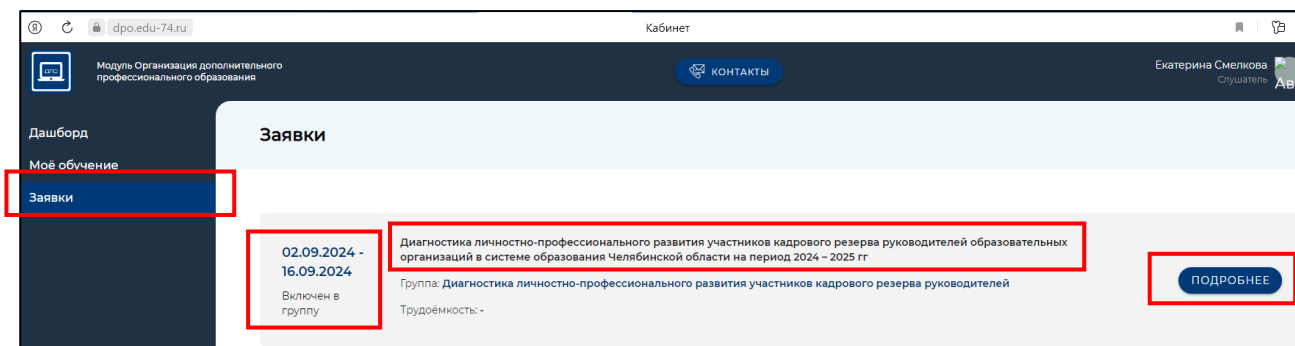 dpo.edu-74.ru
Кабинет
ДПО
Модуль Организация дополнительного
профессионального образования
КОНТАКТЫ
Екатерина Смелкова
Слушатель
Ав
Дашборд
Моё обучение
Заявки
Заявки
02.09.2024 -
16.09.2024
Включен в
группу
Диагностика личностно-профессионального развития участников кадрового резерва руководителей образовательных
организаций в системе образования Челябинской области на период 2024 – 2025 гг
Группа: Диагностика личностно-профессионального развития участников кадрового резерва руководителей
Трудоёмкость: -
ПОДРОБНЕЕ